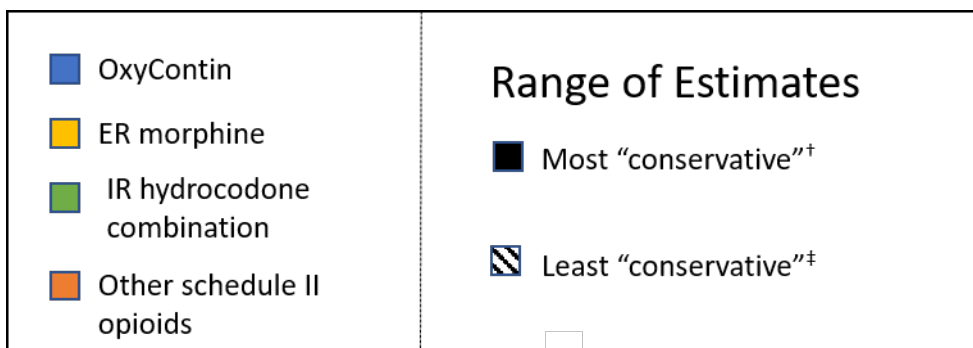 OxyContin
ER morphine
IR hydrocodone
combination
Other schedule II
opioids
Range of Estimates
Most “conservative”†
Least “conservative”‡